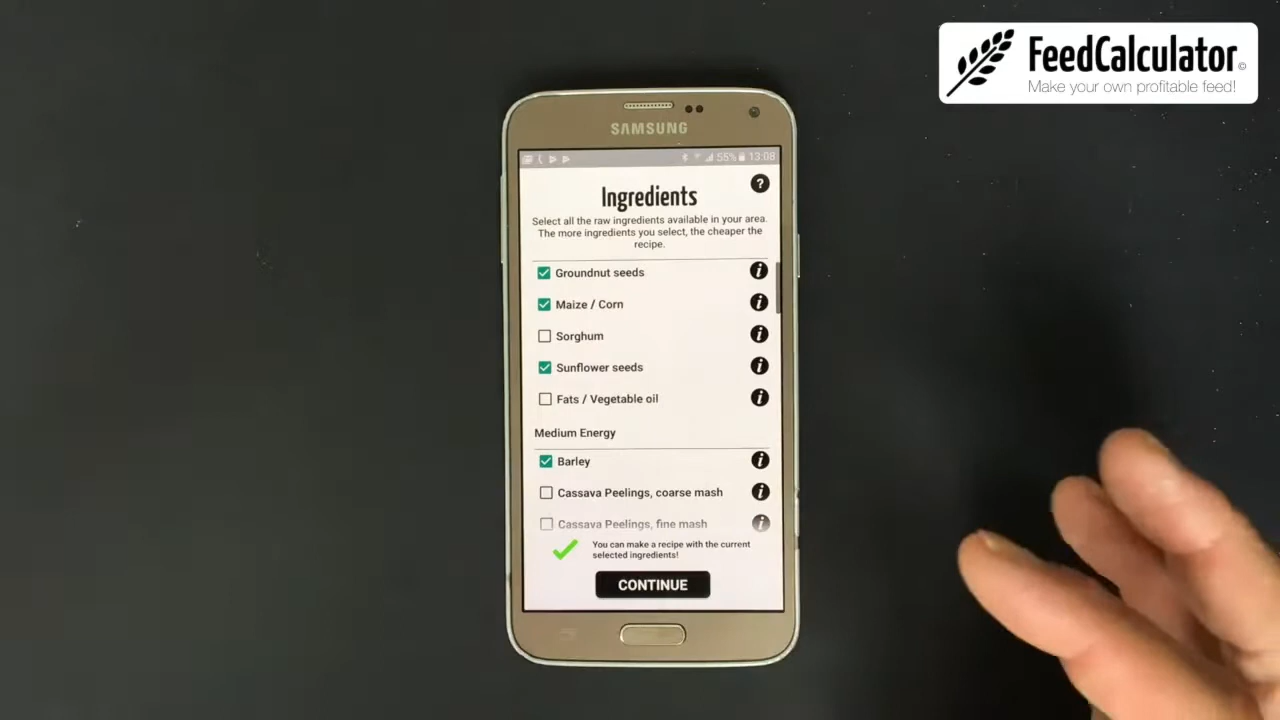 FeedCalculator©
Make your own profitable feed!
SAMSUNG
55% 13:08
Ingredients
?
Select all the raw ingredients available in your area.
The more ingredients you select, the cheaper the
recipe.
Groundnut seeds i
Maize / Corn i
Sorghum i
Sunflower seeds i
Fats / Vegetable oil i
Medium Energy
Barley i
Cassava Peelings, coarse mash i
Cassava Peelings, fine mash i
You can make a recipe with the current
selected ingredients!
CONTINUE